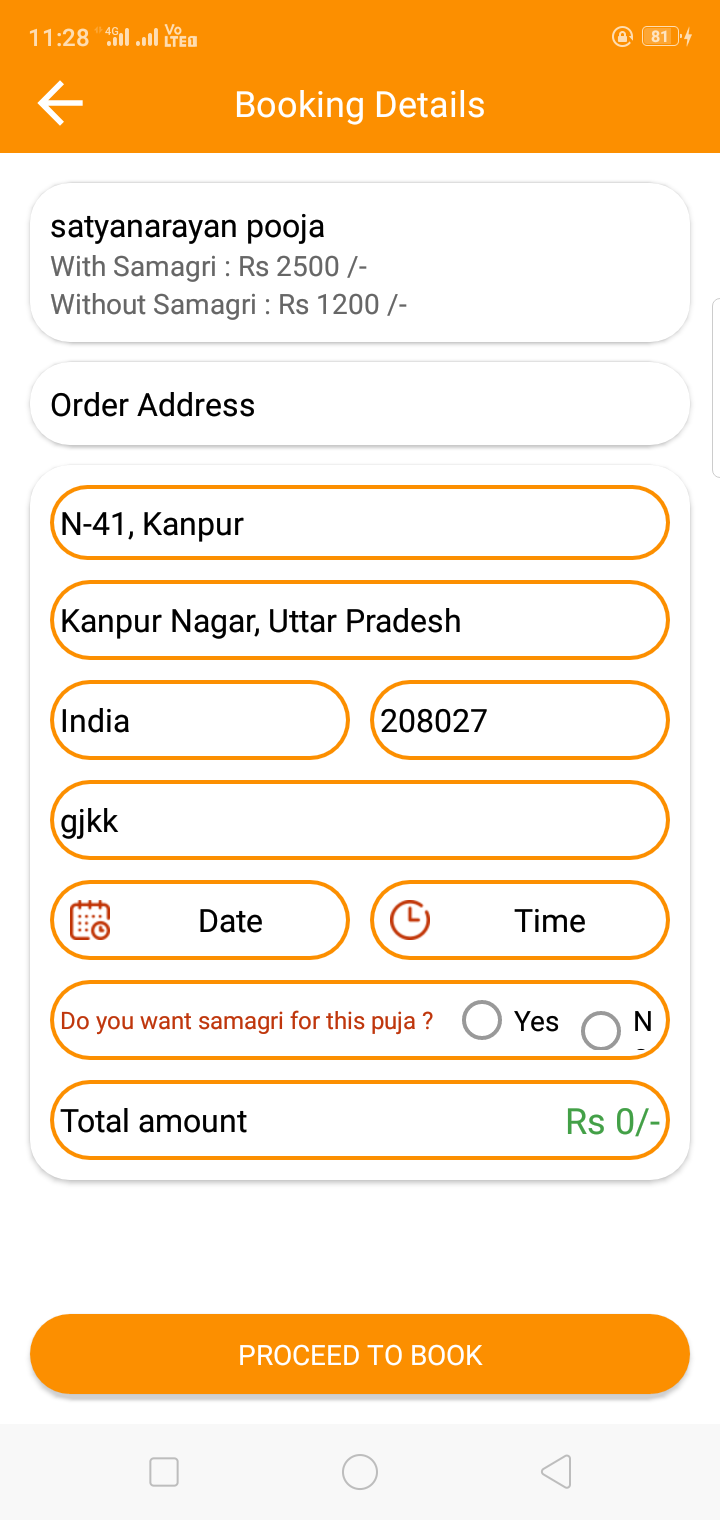 11:28 4G Vo LTE 81
Booking Details
satyanarayan pooja
With Samagri : Rs 2500 /-
Without Samagri : Rs 1200 /-
Order Address
N-41, Kanpur
Kanpur Nagar, Uttar Pradesh
India 208027
gjkk
Date Time
Do you want samagri for this puja ? Yes N
Total amount Rs 0/-
PROCEED TO BOOK